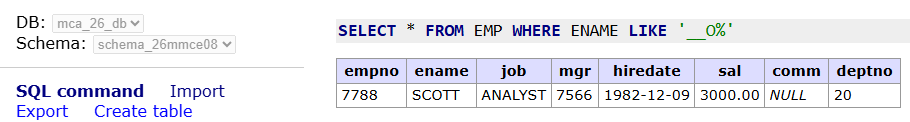 DB: mca_26_db
Schema: schema_26mmce08
SQL command Import
Export Create table
SELECT * FROM EMP WHERE ENAME LIKE '__O%'
empno ename job mgr hiredate sal comm deptno
7788 SCOTT ANALYST 7566 1982-12-09 3000.00 NULL 20